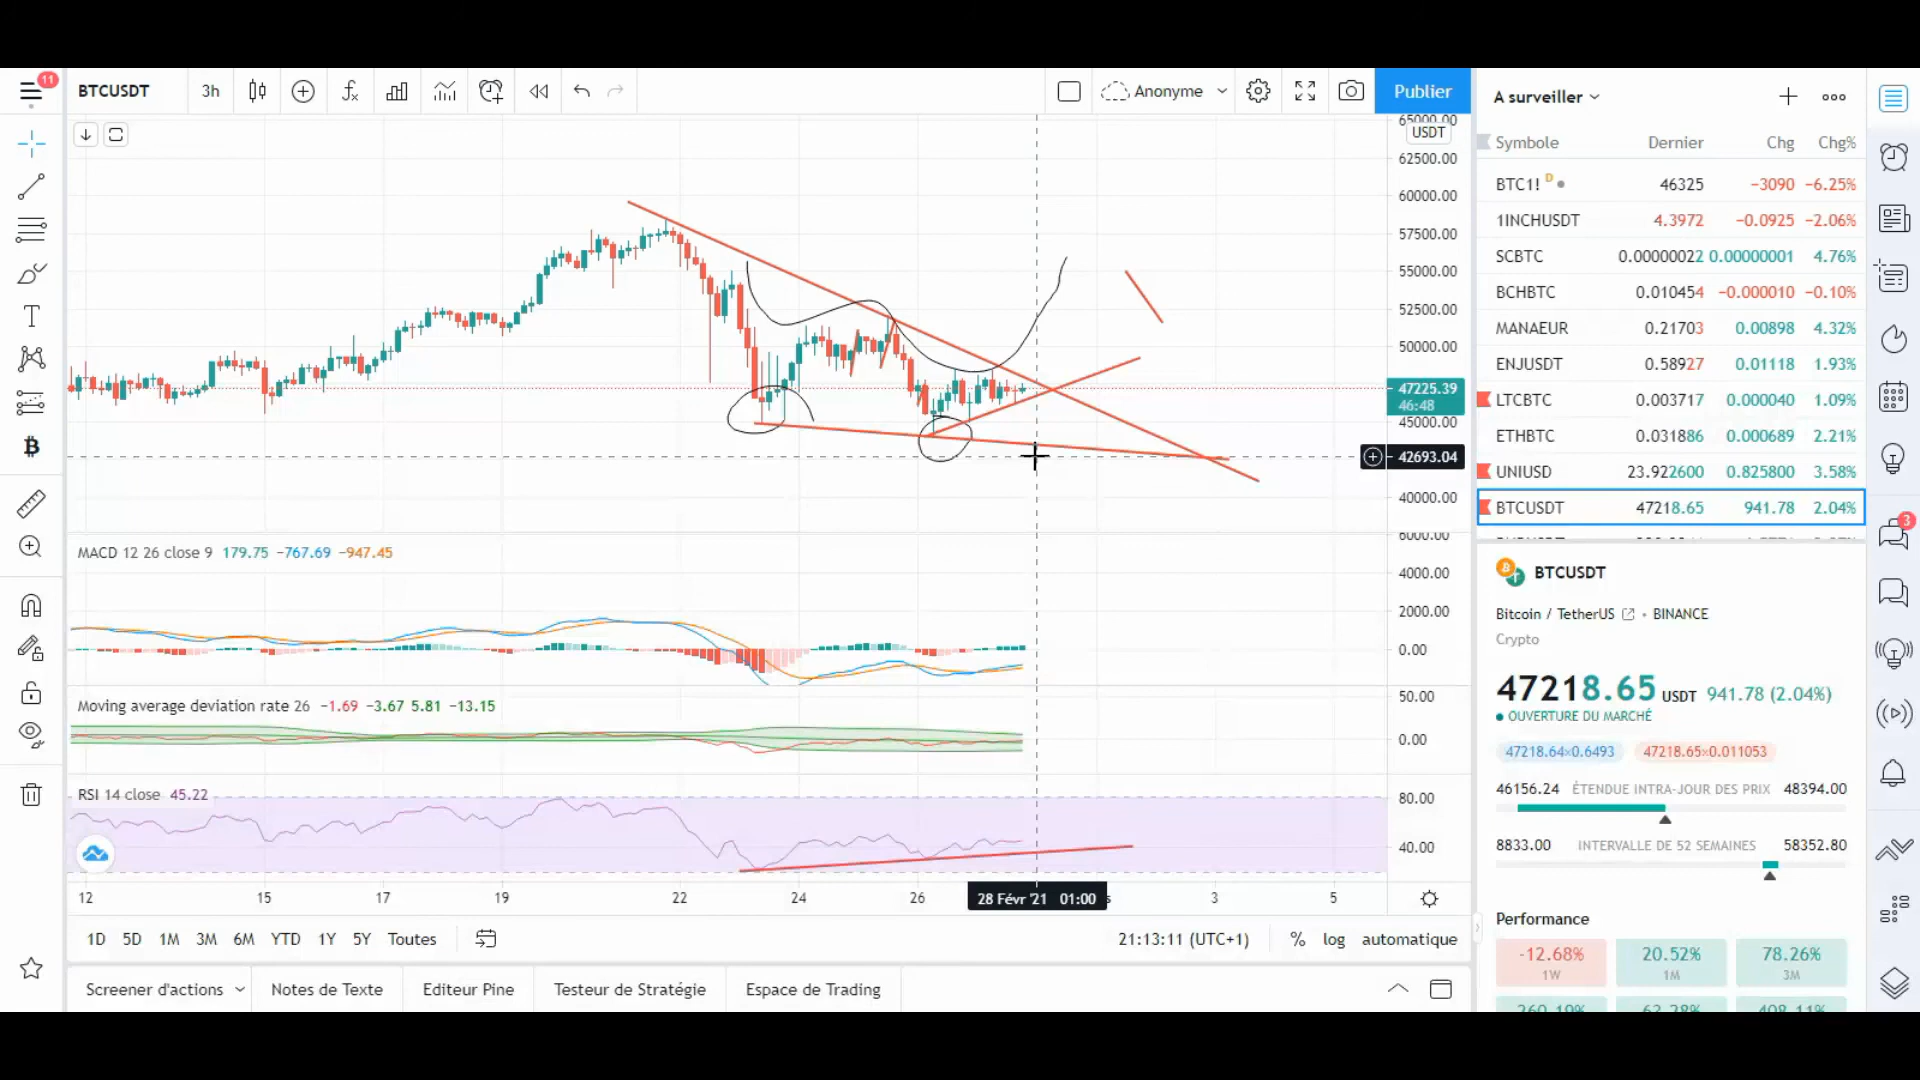 11
BTCUSDT
3h
Anonyme
Publier
A surveiller
Symbole Dernier Chg Chg%
BTC1! D 46325 −3090 −6.25%
1INCHUSDT 4.3972 −0.0925 −2.06%
SCBTC 0.00000022 0.00000001 4.76%
BCHBTC 0.010454 −0.000010 −0.10%
MANAEUR 0.21703 0.00898 4.32%
ENJUSDT 0.58927 0.01118 1.93%
LTCBTC 0.003717 0.000040 1.09%
ETHBTC 0.031886 0.000689 2.21%
UNIUSD 23.922600 0.825800 3.58%
BTCUSDT 47218.65 941.78 2.04%
65000.00
USDT
62500.00
60000.00
57500.00
55000.00
52500.00
50000.00
47225.39
46:48
45000.00
42693.04
40000.00
MACD 12 26 close 9 179.75 −767.69 −947.45
6000.00
4000.00
2000.00
0.00
Moving average deviation rate 26 −1.69 −3.67 5.81 −13.15
50.00
0.00
RSI 14 close 45.22
80.00
40.00
12 15 17 19 22 24 26 28 Févr '21 01:00 3 5
1D 5D 1M 3M 6M YTD 1Y 5Y Toutes
21:13:11 (UTC+1) % log automatique
Screener d'actions Notes de Texte Editeur Pine Testeur de Stratégie Espace de Trading
BTCUSDT
Bitcoin / TetherUS • BINANCE
Crypto
47218.65 USDT 941.78 (2.04%)
OUVERTURE DU MARCHÉ
47218.64×0.6493 47218.65×0.011053
46156.24 ÉTENDUE INTRA-JOUR DES PRIX 48394.00
8833.00 INTERVALLE DE 52 SEMAINES 58352.80
Performance
-12.68% 20.52% 78.26%
1W 1M 3M
3